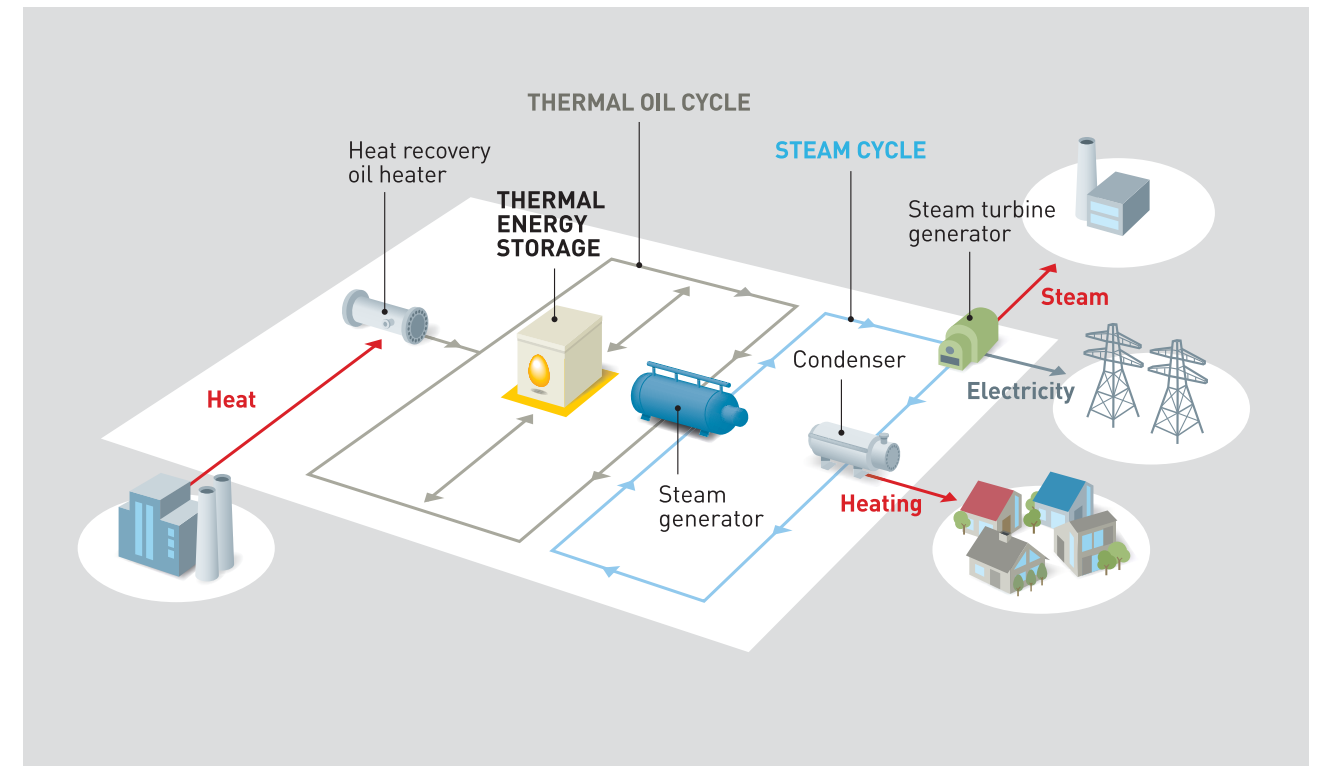 THERMAL OIL CYCLE
STEAM CYCLE
Heat recovery
oil heater
THERMAL
ENERGY
STORAGE
Steam turbine
generator
Steam
Condenser
Electricity
Heat
Steam
generator
Heating